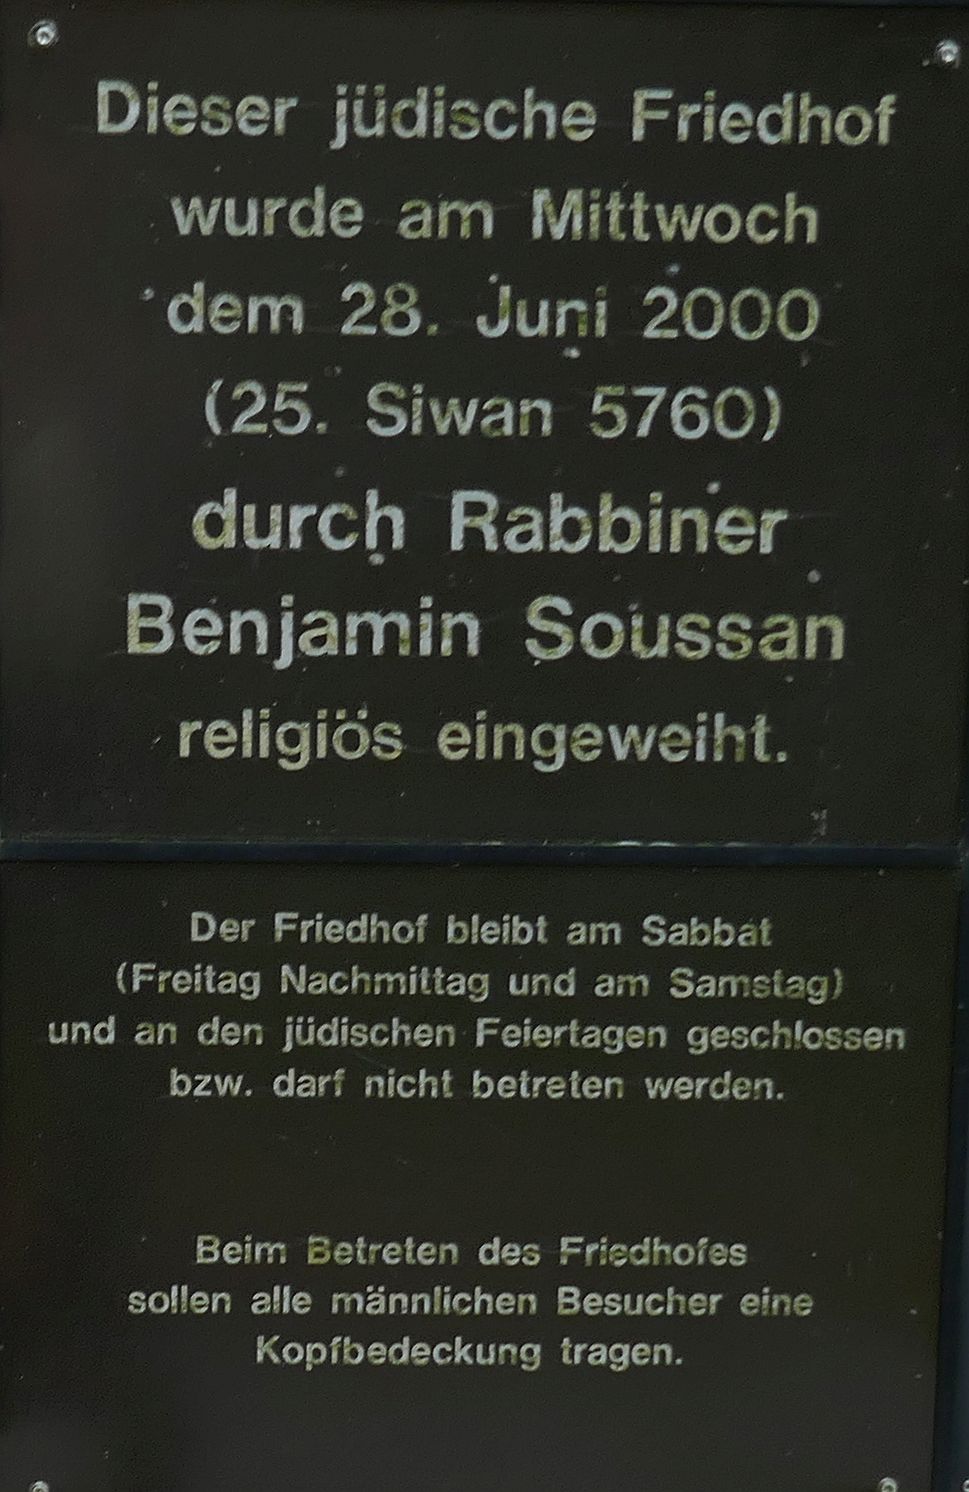 Dieser jüdische Friedhof
wurde am Mittwoch
dem 28. Juni 2000
(25. Siwan 5760)
durch Rabbiner
Benjamin Soussan
religiös eingeweiht.
Der Friedhof bleibt am Sabbat
(Freitag Nachmittag und am Samstag)
und an den jüdischen Feiertagen geschlossen
bzw. darf nicht betreten werden.
Beim Betreten des Friedhofes
sollen alle männlichen Besucher eine
Kopfbedeckung tragen.